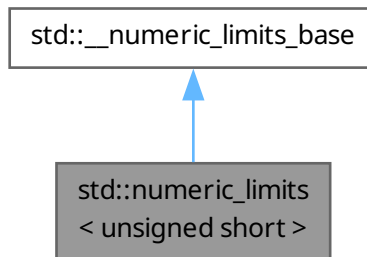 std::__numeric_limits_base
std::numeric_limits
< unsigned short >